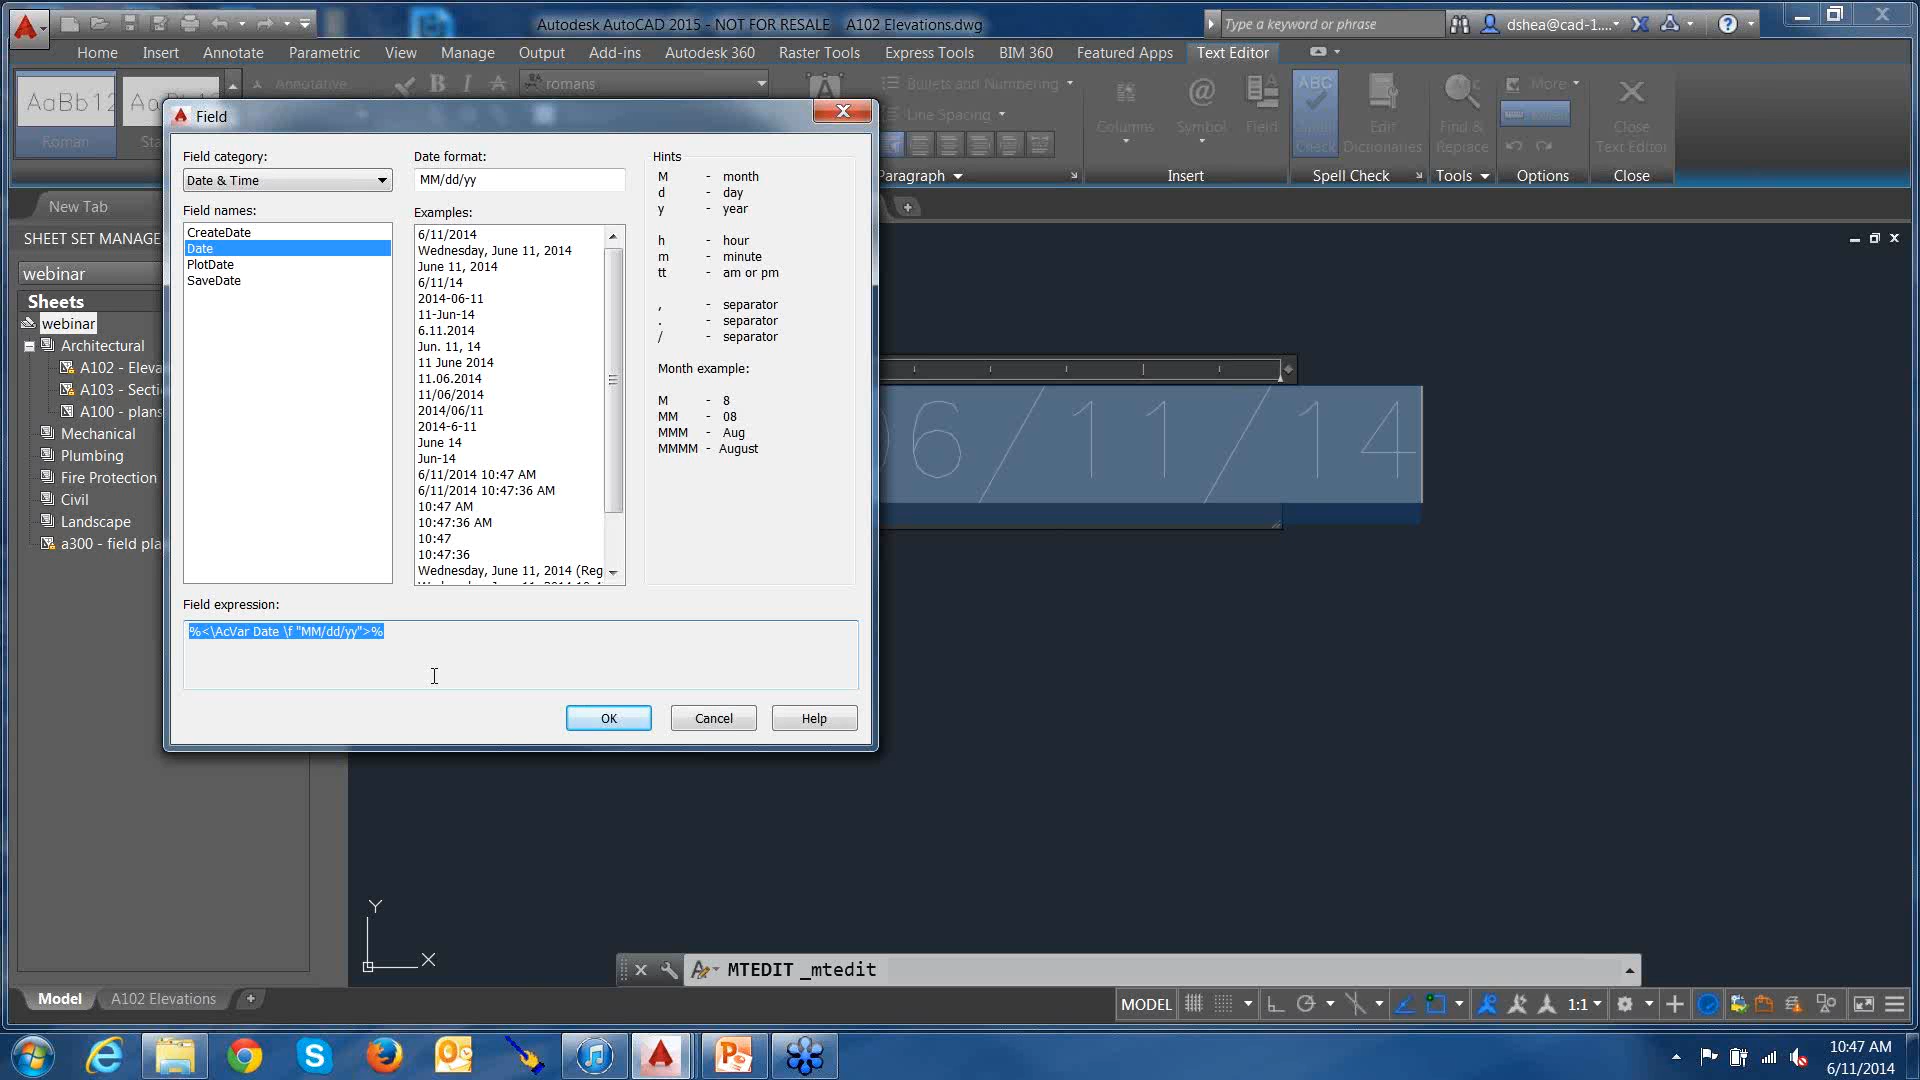 Autodesk AutoCAD 2015 - NOT FOR RESALE    A102 Elevations.dwg
Type a keyword or phrase
dshea@cad-1....
Home
Insert
Annotate
Parametric
View
Manage
Output
Add-ins
Autodesk 360
Raster Tools
Express Tools
BIM 360
Featured Apps
Text Editor
AaBb12
Roman
Annotative
B
I
A
romans
Bullets and Numbering
Line Spacing
Paragraph
Columns
Symbol
Field
Insert
ABC
Check
Edit
Dictionaries
Spell Check
Find &
Replace
Tools
More
Options
Close
Text Editor
Close
New Tab
SHEET SET MANAGE
webinar
Sheets
webinar
Architectural
A102 - Eleva
A103 - Secti
A100 - plans
Mechanical
Plumbing
Fire Protection
Civil
Landscape
a300 - field pla
Field
Field category:
Date & Time
Field names:
CreateDate
Date
PlotDate
SaveDate
Date format:
MM/dd/yy
Examples:
6/11/2014
Wednesday, June 11, 2014
June 11, 2014
6/11/14
2014-06-11
11-Jun-14
6.11.2014
Jun. 11, 14
11 June 2014
11.06.2014
11/06/2014
2014/06/11
2014-6-11
June 14
Jun-14
6/11/2014 10:47 AM
6/11/2014 10:47:36 AM
10:47 AM
10:47:36 AM
10:47
10:47:36
Wednesday, June 11, 2014 (Reg
Hints
M - month
d - day
y - year
h - hour
m - minute
tt - am or pm
, - separator
. - separator
/ - separator
Month example:
M - 8
MM - 08
MMM - Aug
MMMM - August
Field expression:
%<\AcVar Date \f "MM/dd/yy">%
OK
Cancel
Help
06/11/14
Y
X
MTEDIT _mtedit
Model
A102 Elevations
MODEL
1:1
10:47 AM
6/11/2014